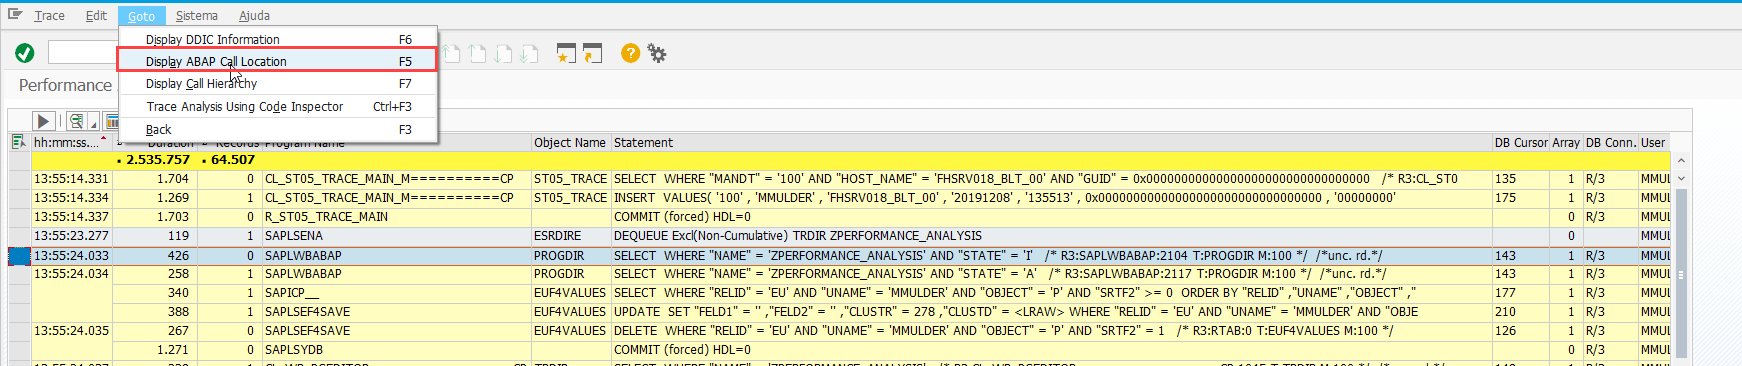 Trace Edit Goto Sistema Ajuda
Display DDIC Information F6
Display ABAP Call Location F5
Display Call Hierarchy F7
Trace Analysis Using Code Inspector Ctrl+F3
Back F3
Performance
hh:mm:ss.... Duration Records Program Name Object Name Statement DB Cursor Array DB Conn. User
2.535.757 64.507
13:55:14.331 1.704 0 CL_ST05_TRACE_MAIN_M==========CP ST05_TRACE SELECT WHERE "MANDT" = '100' AND "HOST_NAME" = 'FHSRV018_BLT_00' AND "GUID" = 0x00000000000000000000000000000000 /* R3:CL_ST0 135 1 R/3 MMUL
13:55:14.334 1.269 1 CL_ST05_TRACE_MAIN_M==========CP ST05_TRACE INSERT VALUES( '100' , 'MMULDER' , 'FHSRV018_BLT_00' , '20191208' , '135513' , 0x00000000000000000000000000000000 , '00000000' 175 1 R/3 MMUL
13:55:14.337 1.703 0 R_ST05_TRACE_MAIN COMMIT (forced) HDL=0 0 R/3 MMUL
13:55:23.277 119 1 SAPLSENA ESRDIRE DEQUEUE Excl(Non-Cumulative) TRDIR ZPERFORMANCE_ANALYSIS 0 MMUL
13:55:24.033 426 0 SAPLWBABAP PROGDIR SELECT WHERE "NAME" = 'ZPERFORMANCE_ANALYSIS' AND "STATE" = 'I' /* R3:SAPLWBABAP:2104 T:PROGDIR M:100 */ /*unc. rd.*/ 143 1 R/3 MMUL
13:55:24.034 258 1 SAPLWBABAP PROGDIR SELECT WHERE "NAME" = 'ZPERFORMANCE_ANALYSIS' AND "STATE" = 'A' /* R3:SAPLWBABAP:2117 T:PROGDIR M:100 */ /*unc. rd.*/ 143 1 R/3 MMUL
340 1 SAPICP__ EUF4VALUES SELECT WHERE "RELID" = 'EU' AND "UNAME" = 'MMULDER' AND "OBJECT" = 'P' AND "SRTF2" >= 0 ORDER BY "RELID" ,"UNAME" ,"OBJECT" ," 177 1 R/3 MMUL
388 1 SAPLSEF4SAVE EUF4VALUES UPDATE SET "FELD1" = '' ,"FELD2" = '' ,"CLUSTR" = 278 ,"CLUSTD" = <LRAW> WHERE "RELID" = 'EU' AND "UNAME" = 'MMULDER' AND "OBJE 210 1 R/3 MMUL
13:55:24.035 267 0 SAPLSEF4SAVE EUF4VALUES DELETE WHERE "RELID" = 'EU' AND "UNAME" = 'MMULDER' AND "OBJECT" = 'P' AND "SRTF2" = 1 /* R3:RTAB:0 T:EUF4VALUES M:100 */ 126 1 R/3 MMUL
1.271 0 SAPLSYDB COMMIT (forced) HDL=0 0 R/3 MMUL